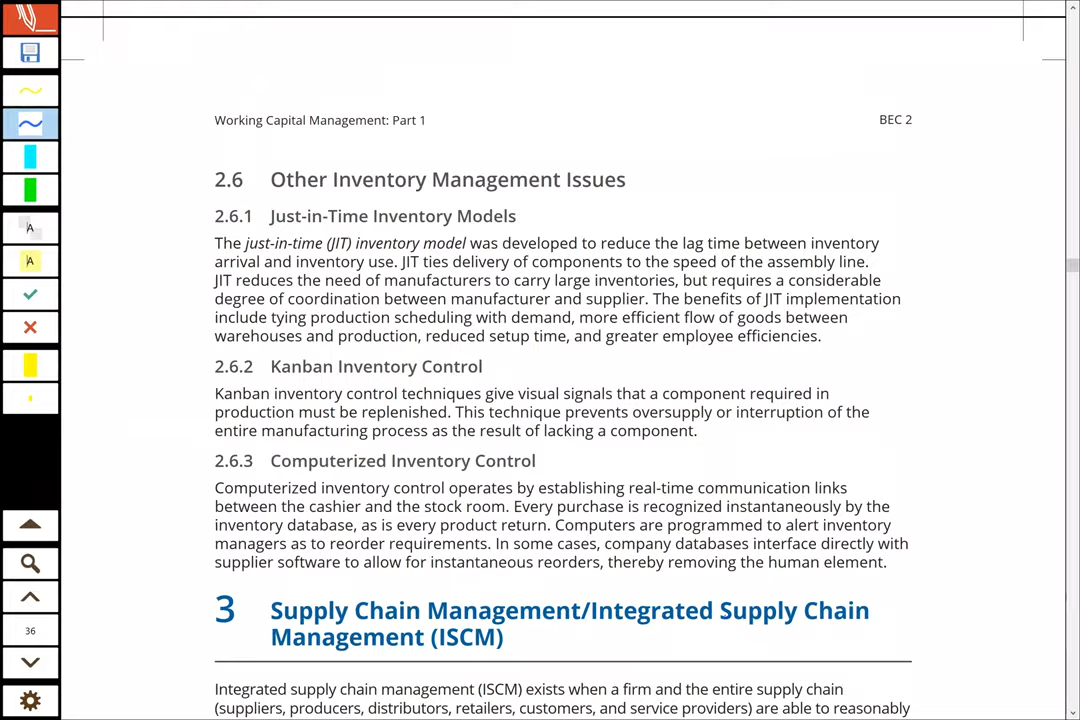 Working Capital Management: Part 1
BEC 2
2.6 Other Inventory Management Issues
2.6.1 Just-in-Time Inventory Models
The just-in-time (JIT) inventory model was developed to reduce the lag time between inventory
arrival and inventory use. JIT ties delivery of components to the speed of the assembly line.
JIT reduces the need of manufacturers to carry large inventories, but requires a considerable
degree of coordination between manufacturer and supplier. The benefits of JIT implementation
include tying production scheduling with demand, more efficient flow of goods between
warehouses and production, reduced setup time, and greater employee efficiencies.
2.6.2 Kanban Inventory Control
Kanban inventory control techniques give visual signals that a component required in
production must be replenished. This technique prevents oversupply or interruption of the
entire manufacturing process as the result of lacking a component.
2.6.3 Computerized Inventory Control
Computerized inventory control operates by establishing real-time communication links
between the cashier and the stock room. Every purchase is recognized instantaneously by the
inventory database, as is every product return. Computers are programmed to alert inventory
managers as to reorder requirements. In some cases, company databases interface directly with
supplier software to allow for instantaneous reorders, thereby removing the human element.
3 Supply Chain Management/Integrated Supply Chain
Management (ISCM)
Integrated supply chain management (ISCM) exists when a firm and the entire supply chain
(suppliers, producers, distributors, retailers, customers, and service providers) are able to reasonably
A
A
36